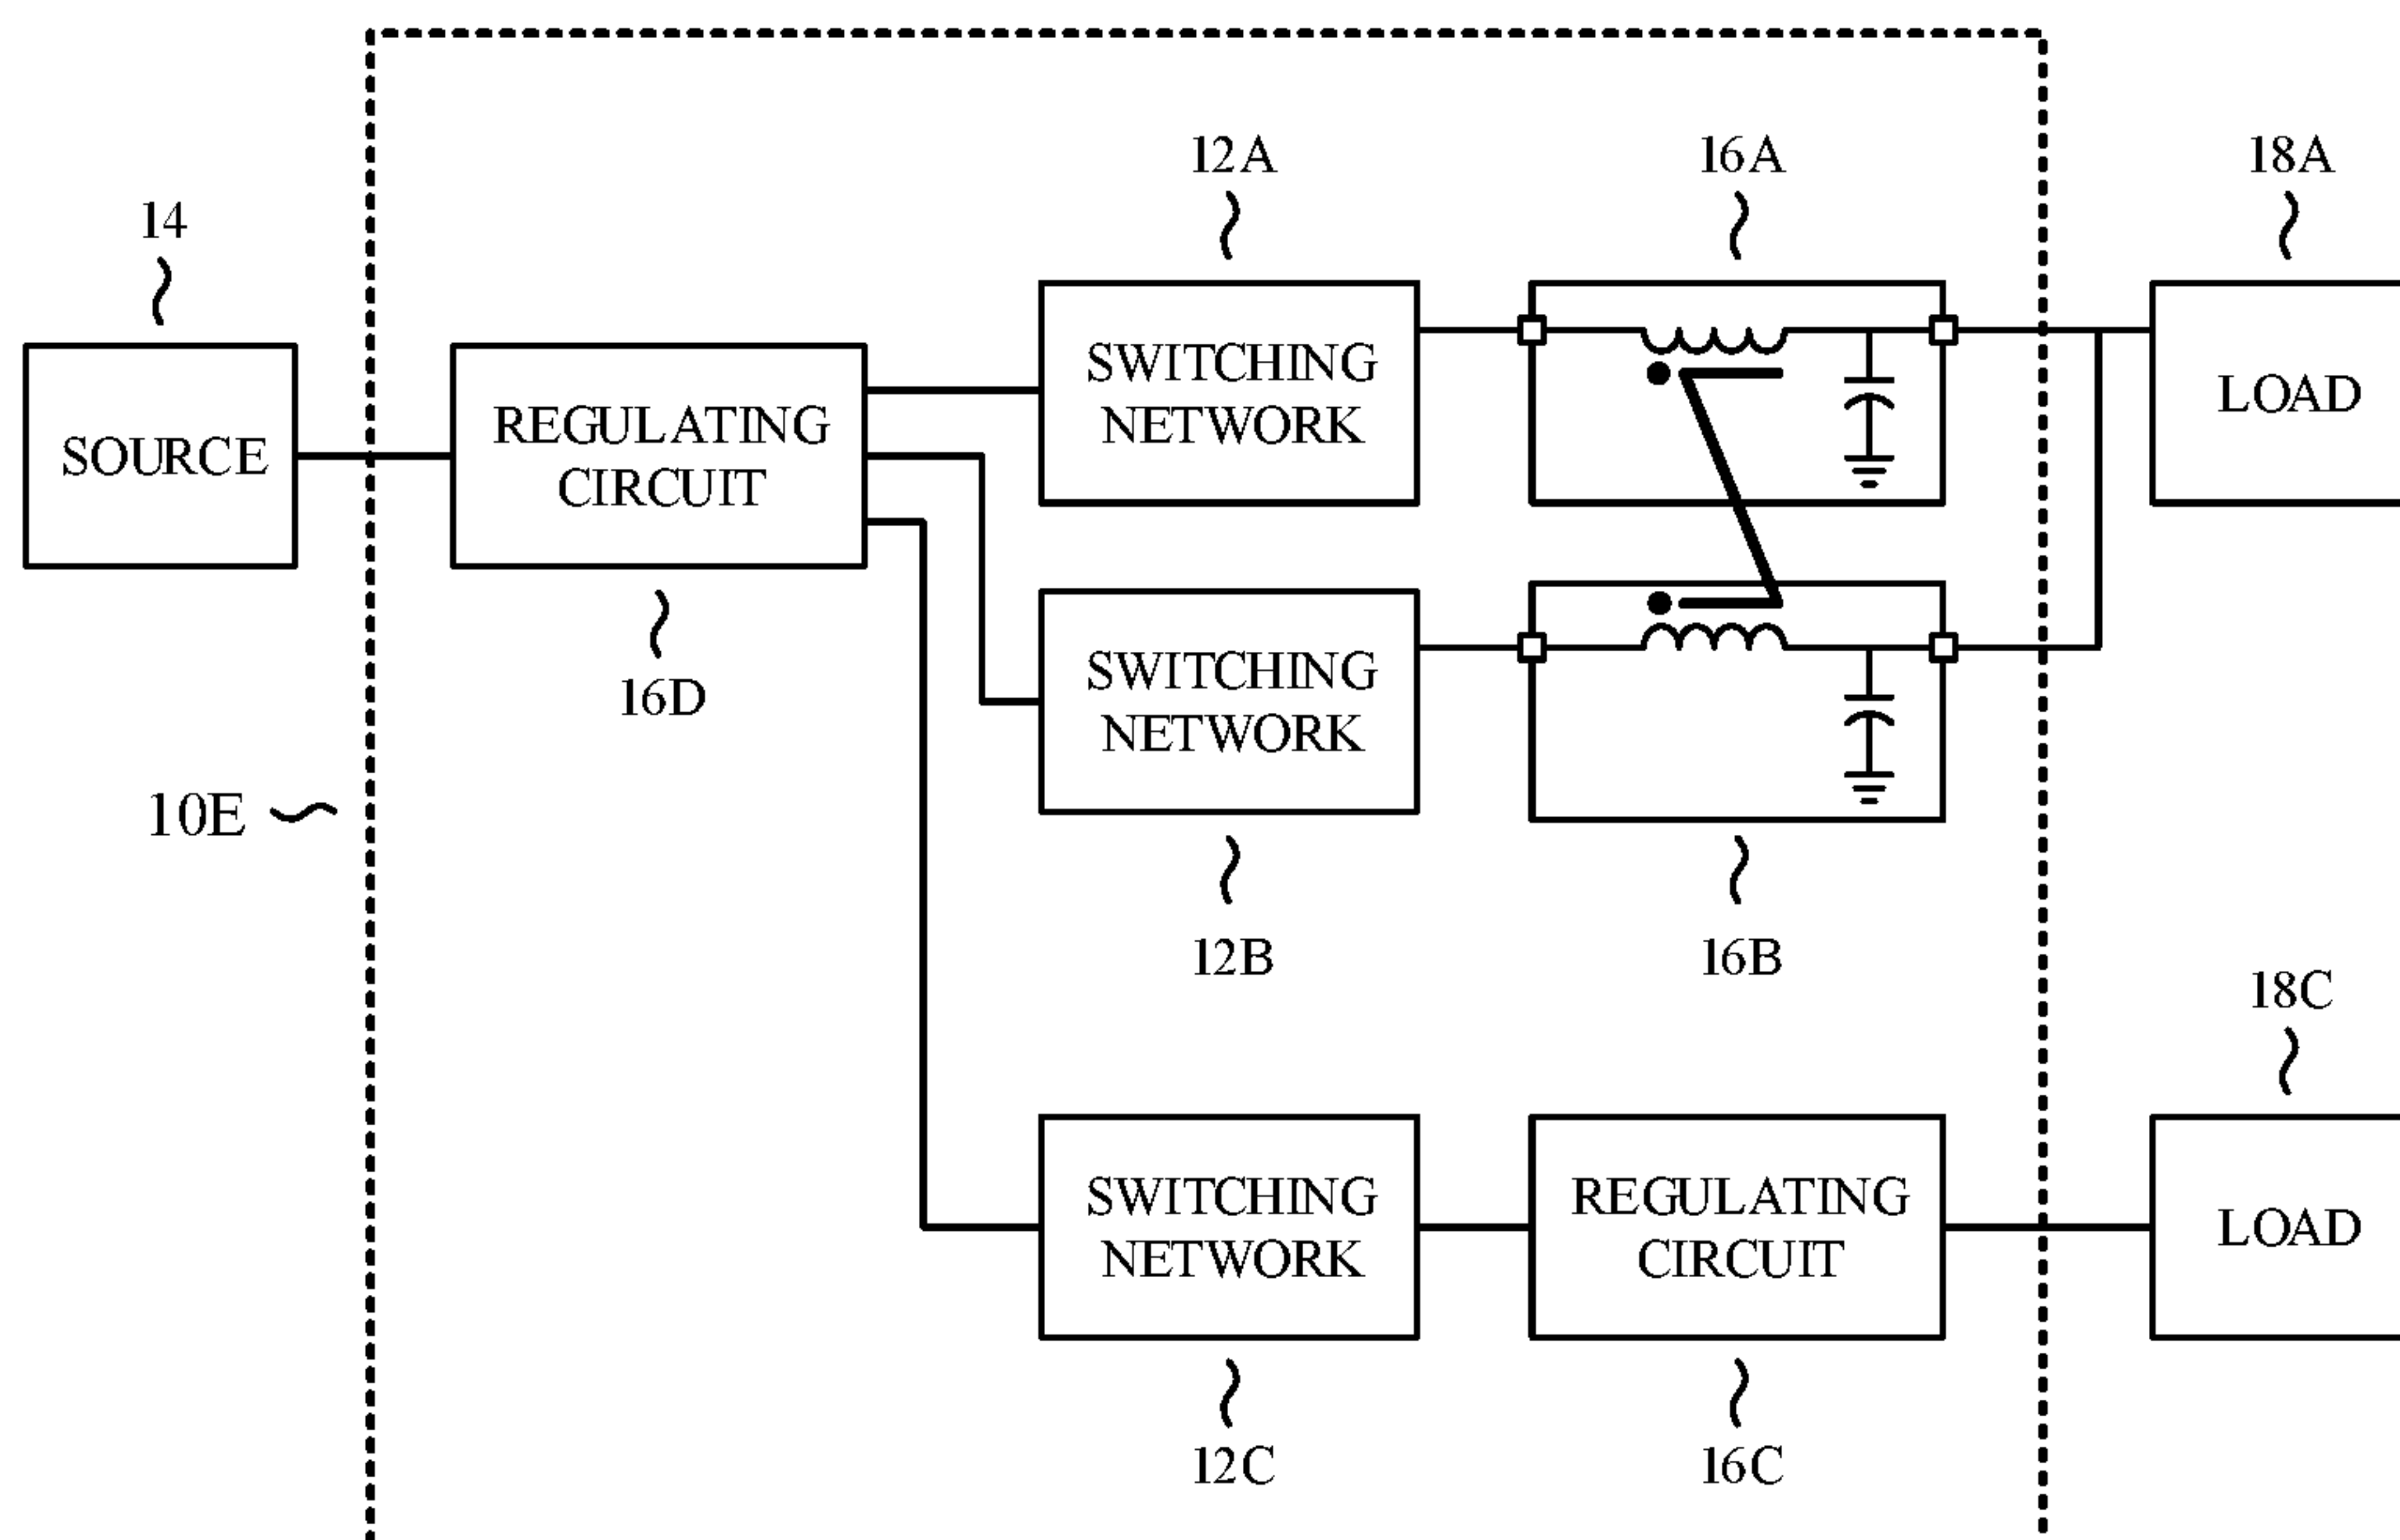 12A
16A
18A
14
SWITCHING
NETWORK
LOAD
REGULATING
CIRCUIT
SOURCE
16D
SWITCHING
NETWORK
10E
12B
16B
18C
SWITCHING
NETWORK
REGULATING
CIRCUIT
LOAD
12C
16C